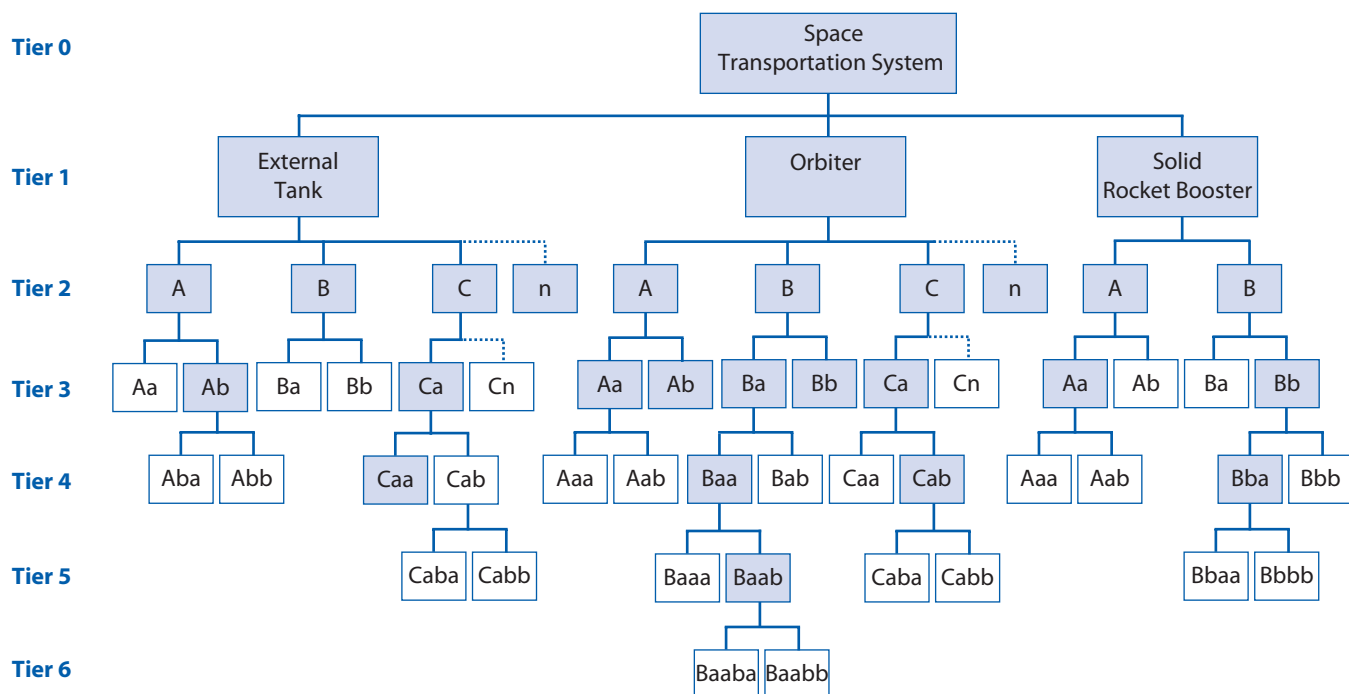 Tier 0
Space
Transportation System
Tier 1
External
Tank
Orbiter
Solid
Rocket Booster
Tier 2
A
B
C
n
A
B
C
n
A
B
Tier 3
Aa
Ab
Ba
Bb
Ca
Cn
Aa
Ab
Ba
Bb
Ca
Cn
Aa
Ab
Ba
Bb
Tier 4
Aba
Abb
Caa
Cab
Aaa
Aab
Baa
Bab
Caa
Cab
Aaa
Aab
Bba
Bbb
Tier 5
Caba
Cabb
Baaa
Baab
Caba
Cabb
Bbaa
Bbbb
Tier 6
Baaba
Baabb